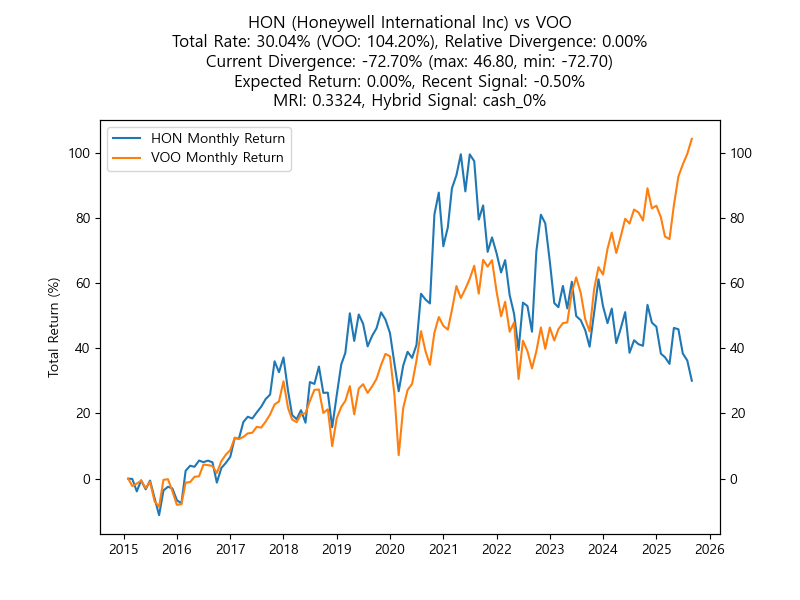 HON (Honeywell International Inc) vs VOO
Total Rate: 30.04% (VOO: 104.20%), Relative Divergence: 0.00%
Current Divergence: -72.70% (max: 46.80, min: -72.70)
Expected Return: 0.00%, Recent Signal: -0.50%
MRI: 0.3324, Hybrid Signal: cash_0%
HON Monthly Return
VOO Monthly Return
Total Return (%)
100
80
60
40
20
0
100
80
60
40
20
0
2015 2016 2017 2018 2019 2020 2021 2022 2023 2024 2025 2026